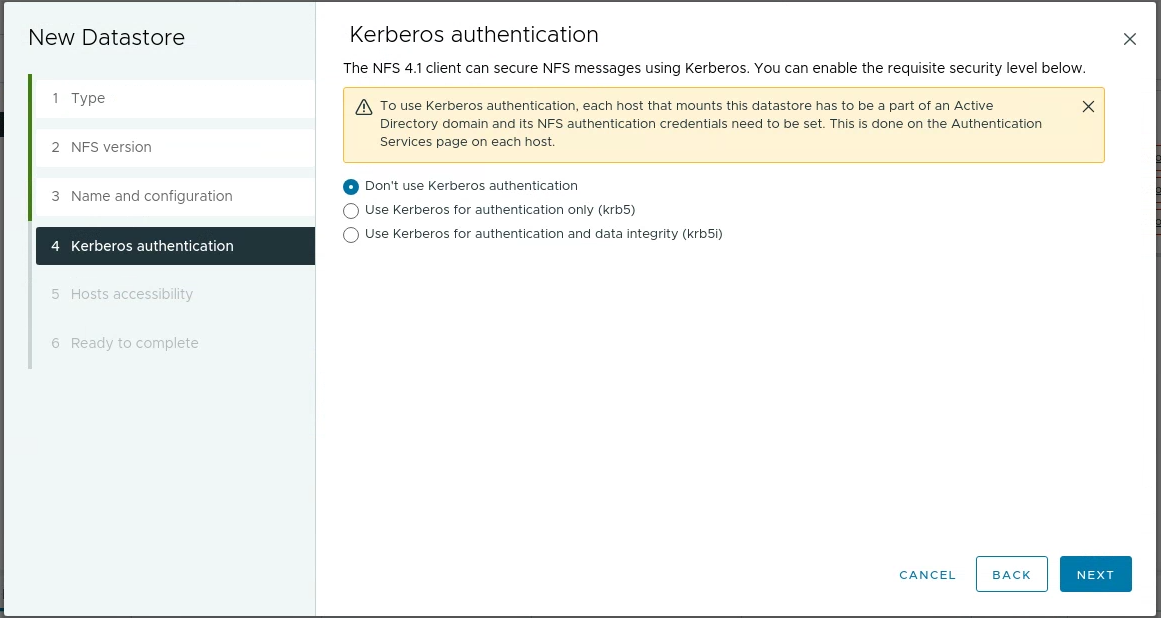 New Datastore
1 Type
2 NFS version
3 Name and configuration
4 Kerberos authentication
5 Hosts accessibility
6 Ready to complete
Kerberos authentication
The NFS 4.1 client can secure NFS messages using Kerberos. You can enable the requisite security level below.
To use Kerberos authentication, each host that mounts this datastore has to be a part of an Active
Directory domain and its NFS authentication credentials need to be set. This is done on the Authentication
Services page on each host.
Don't use Kerberos authentication
Use Kerberos for authentication only (krb5)
Use Kerberos for authentication and data integrity (krb5i)
CANCEL
BACK
NEXT